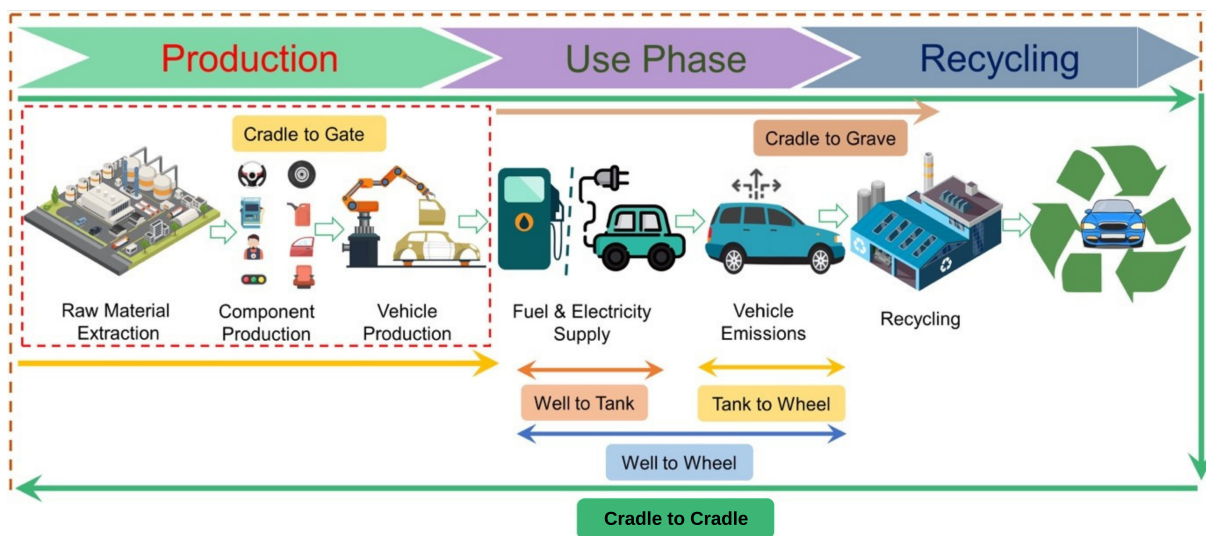 Production
Use Phase
Recycling
Cradle to Gate
Cradle to Grave
Raw Material
Extraction
Component
Production
Vehicle
Production
Fuel & Electricity
Supply
Vehicle
Emissions
Recycling
Well to Tank
Tank to Wheel
Well to Wheel
Cradle to Cradle